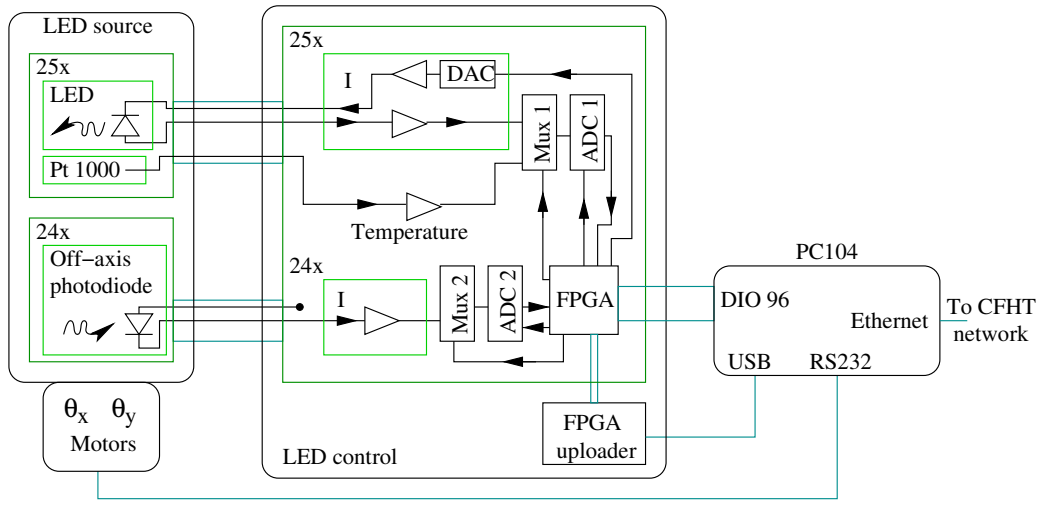 LED source
25x
LED
Pt 1000
24x
Off−axis
photodiode
θx θy
Motors
25x
I
DAC
Mux 1
ADC 1
Temperature
24x
I
Mux 2
ADC 2
FPGA
FPGA
uploader
LED control
PC104
DIO 96
Ethernet
USB RS232
To CFHT
network